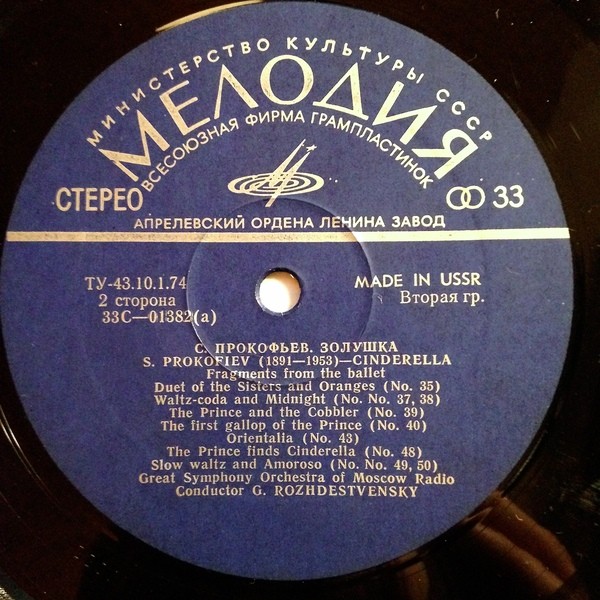 МИНИСТЕРСТВО КУЛЬТУРЫ СССР
МЕЛОДИЯ
ВСЕСОЮЗНАЯ ФИРМА ГРАМПЛАСТИНОК
СТЕРЕО
33
АПРЕЛЕВСКИЙ ОРДЕНА ЛЕНИНА ЗАВОД
ТУ-43.10.1.74
MADE IN USSR
2 сторона
Вторая гр.
33С—01382(а)
С. ПРОКОФЬЕВ. ЗОЛУШКА
S. PROKOFIEV (1891—1953)—CINDERELLA
Fragments from the ballet
Duet of the Sisters and Oranges (No. 35)
Waltz-coda and Midnight (No. No. 37, 38)
The Prince and the Cobbler (No. 39)
The first gallop of the Prince (No. 40)
Orientalia (No. 43)
The Prince finds Cinderella (No. 48)
Slow waltz and Amoroso (No. No. 49, 50)
Great Symphony Orchestra of Moscow Radio
Conductor G. ROZHDESTVENSKY